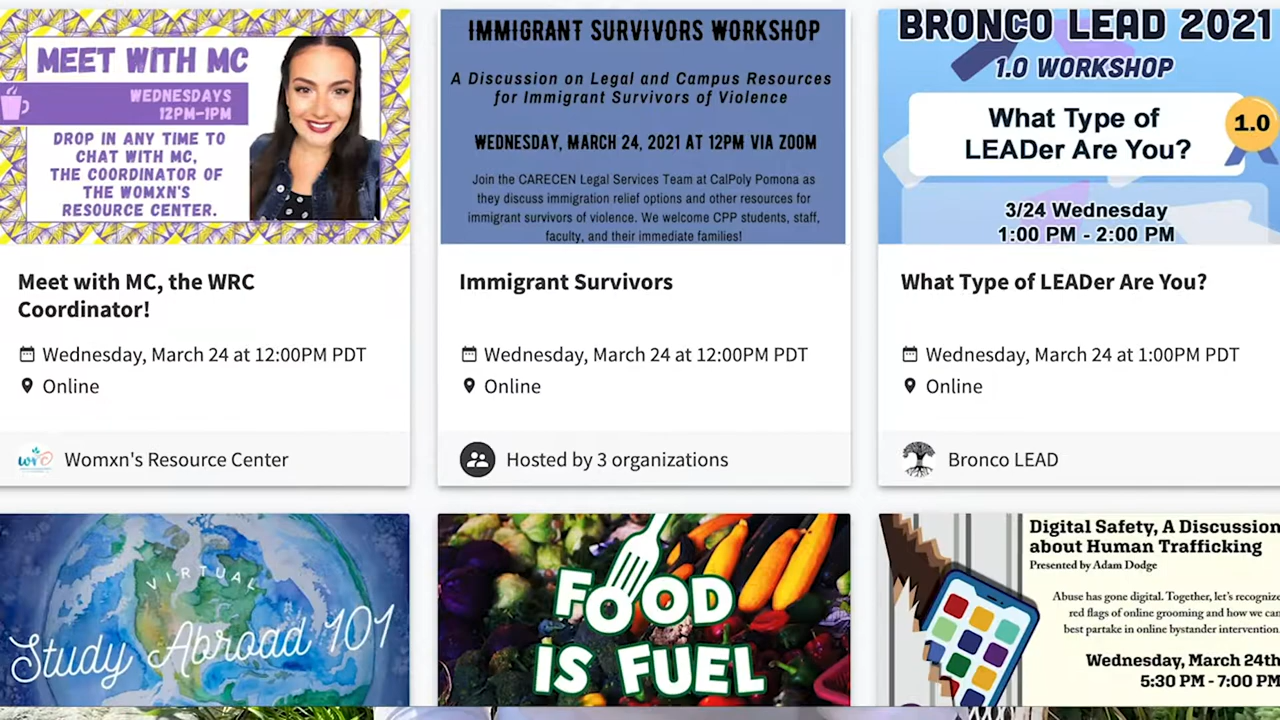 MEET WITH MC
WEDNESDAYS
12PM-1PM
DROP IN ANY TIME TO
CHAT WITH MC,
THE COORDINATOR OF
THE WOMXN'S
RESOURCE CENTER.
Meet with MC, the WRC
Coordinator!
Wednesday, March 24 at 12:00PM PDT
Online
wrc
Womxn's Resource Center
IMMIGRANT SURVIVORS WORKSHOP
A Discussion on Legal and Campus Resources
for Immigrant Survivors of Violence
WEDNESDAY, MARCH 24, 2021 AT 12PM VIA ZOOM
Join the CARECEN Legal Services Team at CalPoly Pomona as
they discuss immigration relief options and other resources for
immigrant survivors of violence. We welcome CPP students, staff,
faculty, and their immediate families!
Immigrant Survivors
Wednesday, March 24 at 12:00PM PDT
Online
Hosted by 3 organizations
BRONCO LEAD 2021
1.0 WORKSHOP
What Type of
LEADer Are You?
1.0
3/24 Wednesday
1:00 PM - 2:00 PM
What Type of LEADer Are You?
Wednesday, March 24 at 1:00PM PDT
Online
Bronco LEAD
VIRTUAL
Study Abroad 101
FOOD
IS FUEL
Digital Safety, A Discussion
about Human Trafficking
Presented by Adam Dodge
Abuse has gone digital. Together, let's recognize
red flags of online grooming and how we can
best partake in online bystander intervention.
Wednesday, March 24th
5:30 PM - 7:00 PM